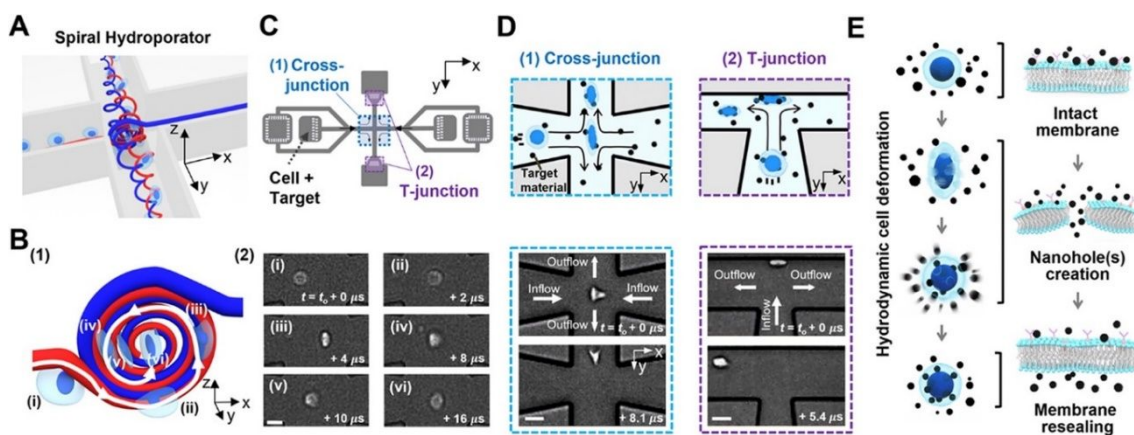 A
Spiral Hydroporator
z
x
y
B
(1)
(i)
(ii)
(iii)
(iv)
(v)
(vi)
z
x
y
(2)
(i)
t = to + 0 μs
(ii)
+ 2 μs
(iii)
+ 4 μs
(iv)
+ 8 μs
(v)
+ 10 μs
(vi)
+ 16 μs
C
x
y
(1) Cross-
junction
Cell +
Target
(2)
T-junction
D
(1) Cross-junction
Target
material
y
x
(2) T-junction
y
x
Outflow
Inflow
Inflow
Outflow
t = to + 0 μs
x
y
+ 8.1 μs
Outflow
Outflow
Inflow
t = to + 0 μs
+ 5.4 μs
E
Hydrodynamic cell deformation
Intact
membrane
Nanohole(s)
creation
Membrane
resealing